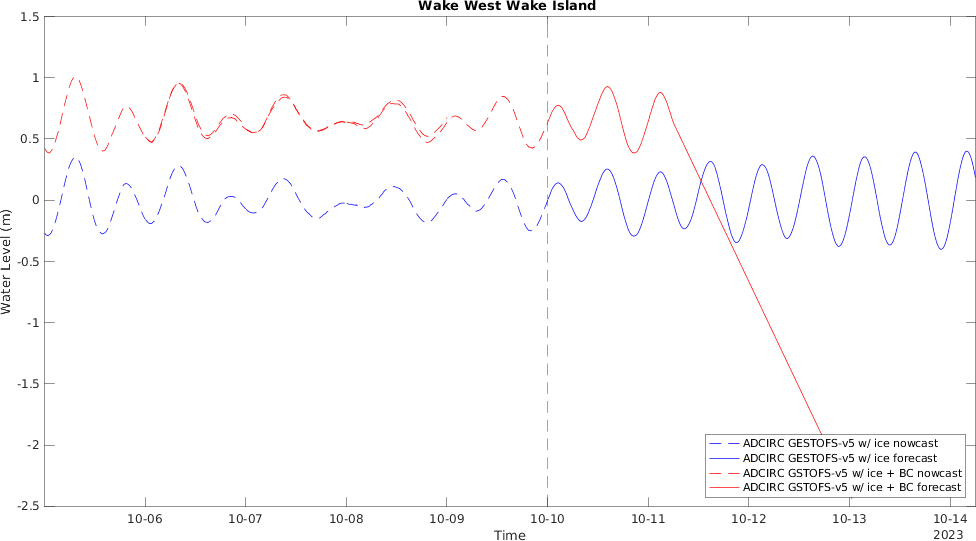 Wake West Wake Island
Water Level (m)
1.5
1
0.5
0
-0.5
-1
-1.5
-2
-2.5
10-06
10-07
10-08
10-09
10-10
10-11
10-12
10-13
10-14
2023
Time
ADCIRC GESTOFS-v5 w/ ice nowcast
ADCIRC GESTOFS-v5 w/ ice forecast
ADCIRC GSTOFS-v5 w/ ice + BC nowcast
ADCIRC GSTOFS-v5 w/ ice + BC forecast